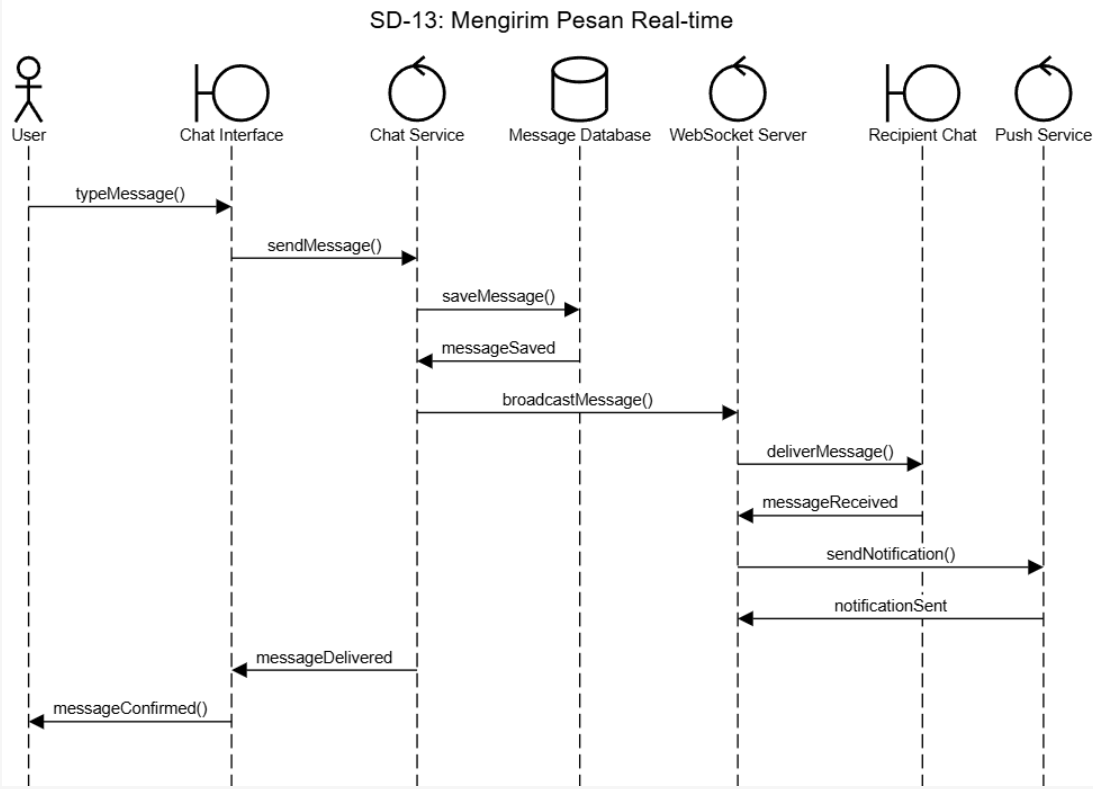 SD-13: Mengirim Pesan Real-time
User
Chat Interface
Chat Service
Message Database
WebSocket Server
Recipient Chat
Push Service
typeMessage()
sendMessage()
saveMessage()
messageSaved
broadcastMessage()
deliverMessage()
messageReceived
sendNotification()
notificationSent
messageDelivered
messageConfirmed()